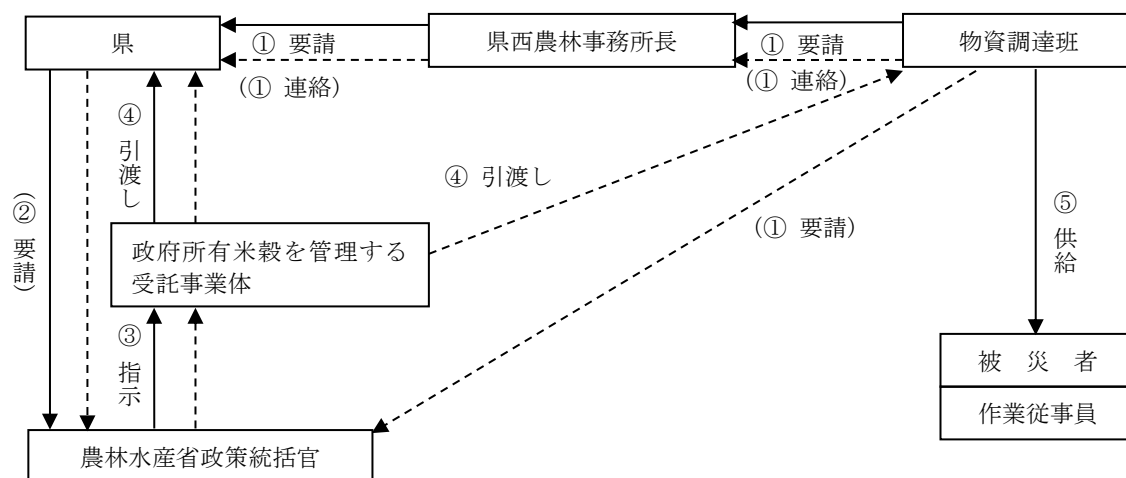 県
① 要請
(① 連絡)
県西農林事務所長
① 要請
(① 連絡)
物資調達班
④ 引渡し
④ 引渡し
(① 要請)
(② 要請)
政府所有米穀を管理する
受託事業体
⑤ 供給
③ 指示
被 災 者
作業従事員
農林水産省政策統括官